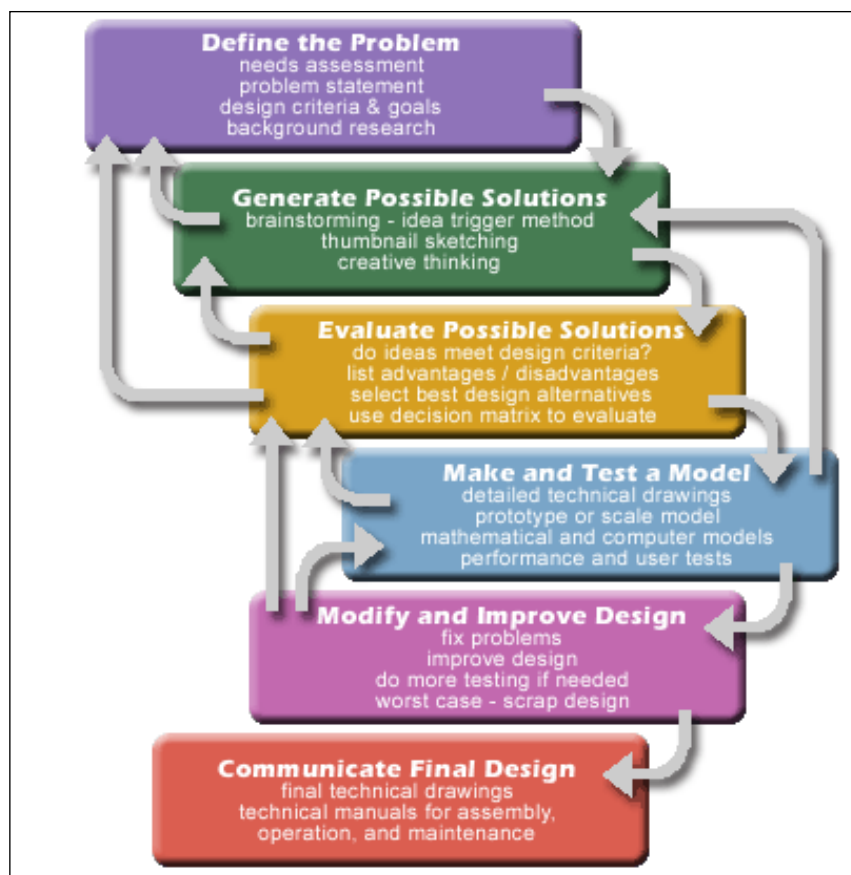 Define the Problem
needs assessment
problem statement
design criteria & goals
background research
Generate Possible Solutions
brainstorming - idea trigger method
thumbnail sketching
creative thinking
Evaluate Possible Solutions
do ideas meet design criteria?
list advantages / disadvantages
select best design alternatives
use decision matrix to evaluate
Make and Test a Model
detailed technical drawings
prototype or scale model
mathematical and computer models
performance and user tests
Modify and Improve Design
fix problems
improve design
do more testing if needed
worst case - scrap design
Communicate Final Design
final technical drawings
technical manuals for assembly,
operation, and maintenance